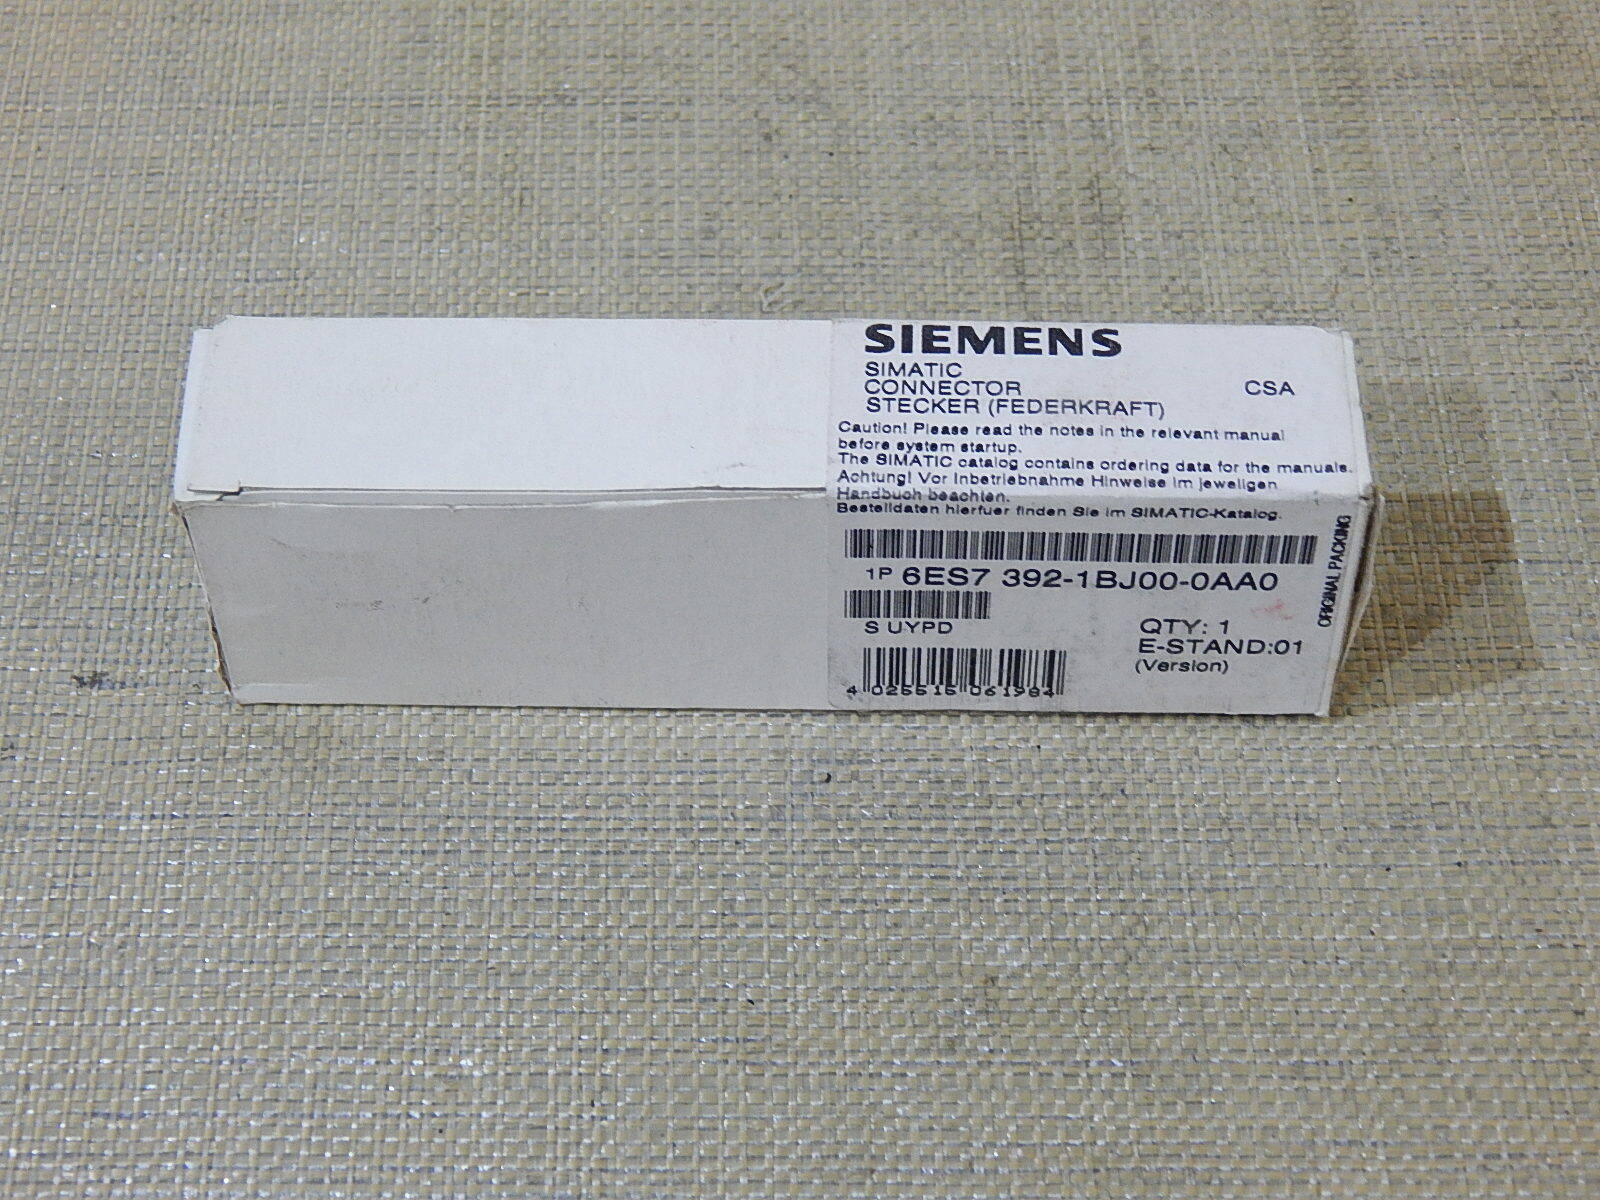 SIEMENS
SIMATIC
CONNECTOR CSA
STECKER (FEDERKRAFT)
Caution! Please read the notes in the relevant manual
before system startup.
The SIMATIC catalog contains ordering data for the manuals.
Achtung! Vor Inbetriebnahme Hinweise im jeweligen
Handbuch beachten.
Bestelldaten hierfuer finden Sie im SIMATIC-Katalog.
1P 6ES7 392-1BJ00-0AA0
S UYPD
QTY: 1
E-STAND:01
(Version)
4 025515 061984
ORIGINAL PACKING